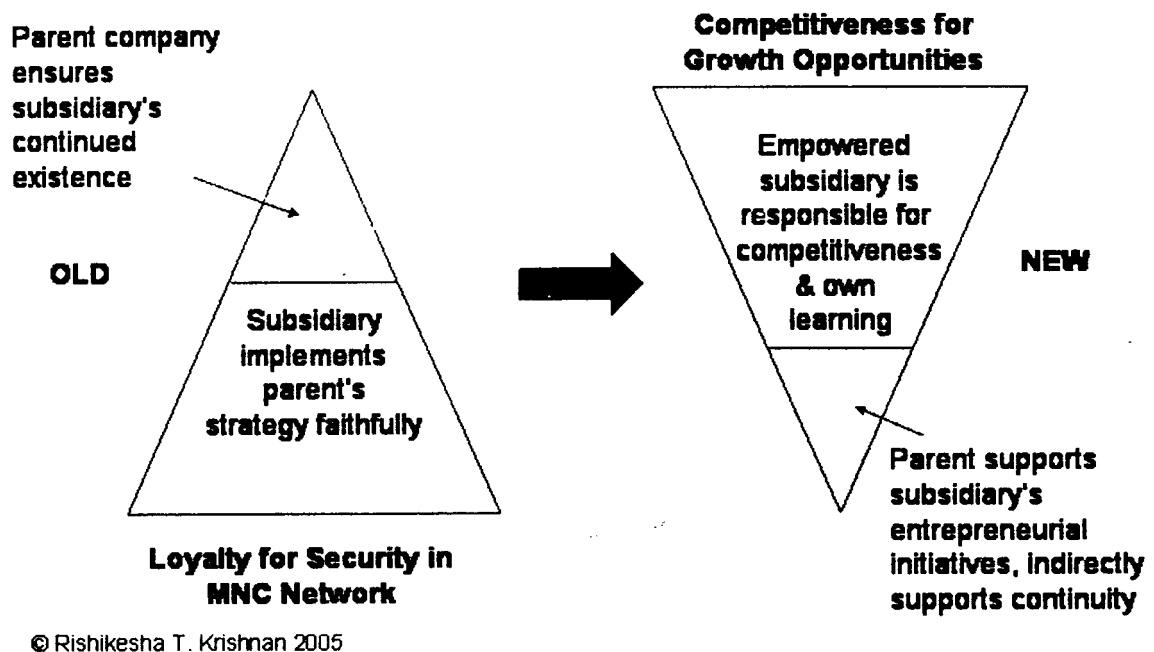 Parent company
ensures
subsidiary's
continued
existence
OLD
Subsidiary
implements
parent's
strategy faithfully
Loyalty for Security in
MNC Network
Competitiveness for
Growth Opportunities
Empowered
subsidiary is
responsible for
competitiveness
& own
learning
NEW
Parent supports
subsidiary's
entrepreneurial
initiatives, indirectly
supports continuity
© Rishikesha T. Krishnan 2005